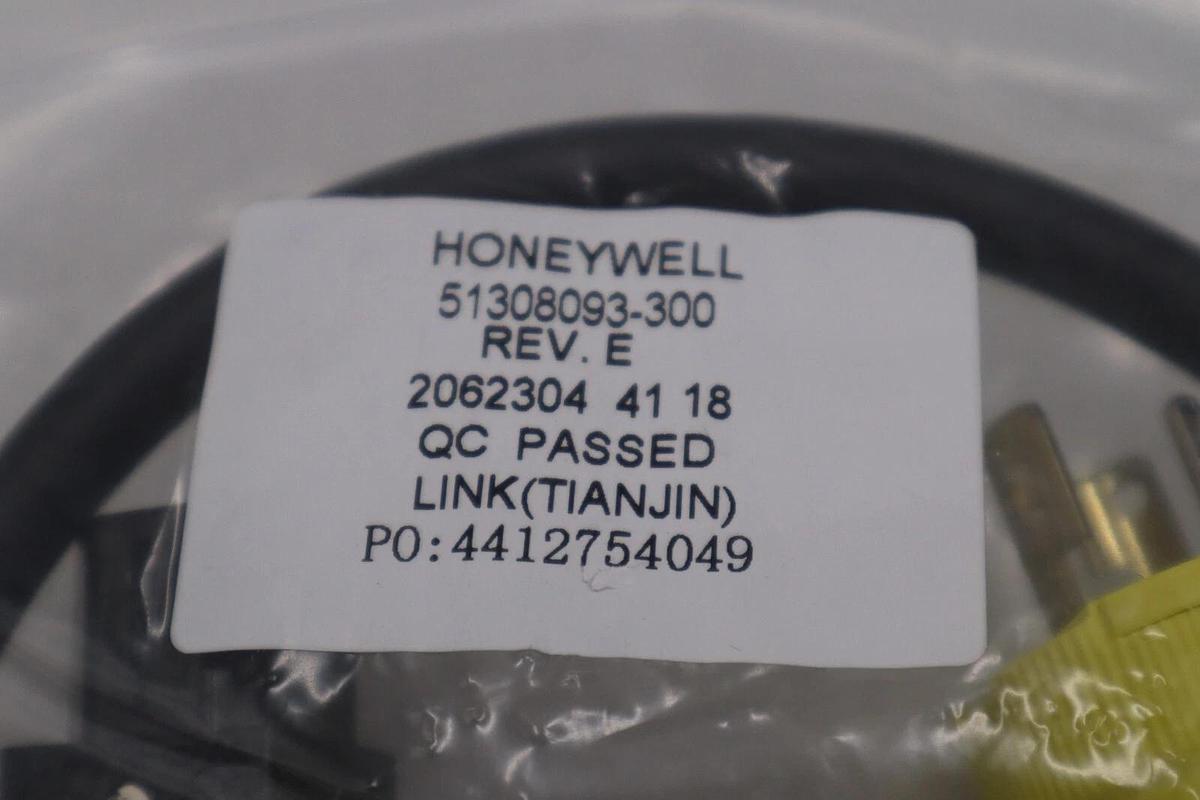 HONEYWELL
51308093-300
REV. E
2062304 41 18
QC PASSED
LINK(TIANJIN)
PO:4412754049